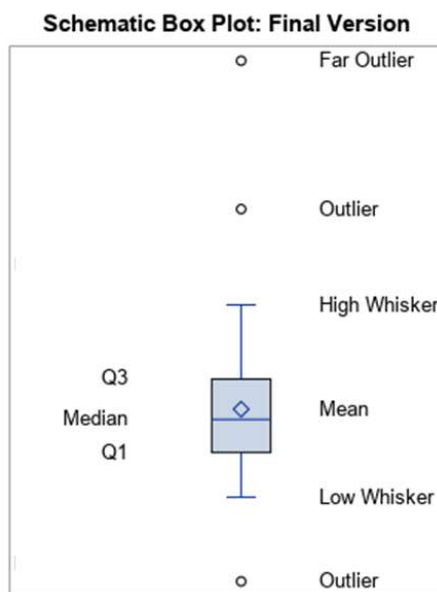 Schematic Box Plot: Final Version
Far Outlier
Outlier
High Whisker
Q3
Mean
Median
Q1
Low Whisker
Outlier